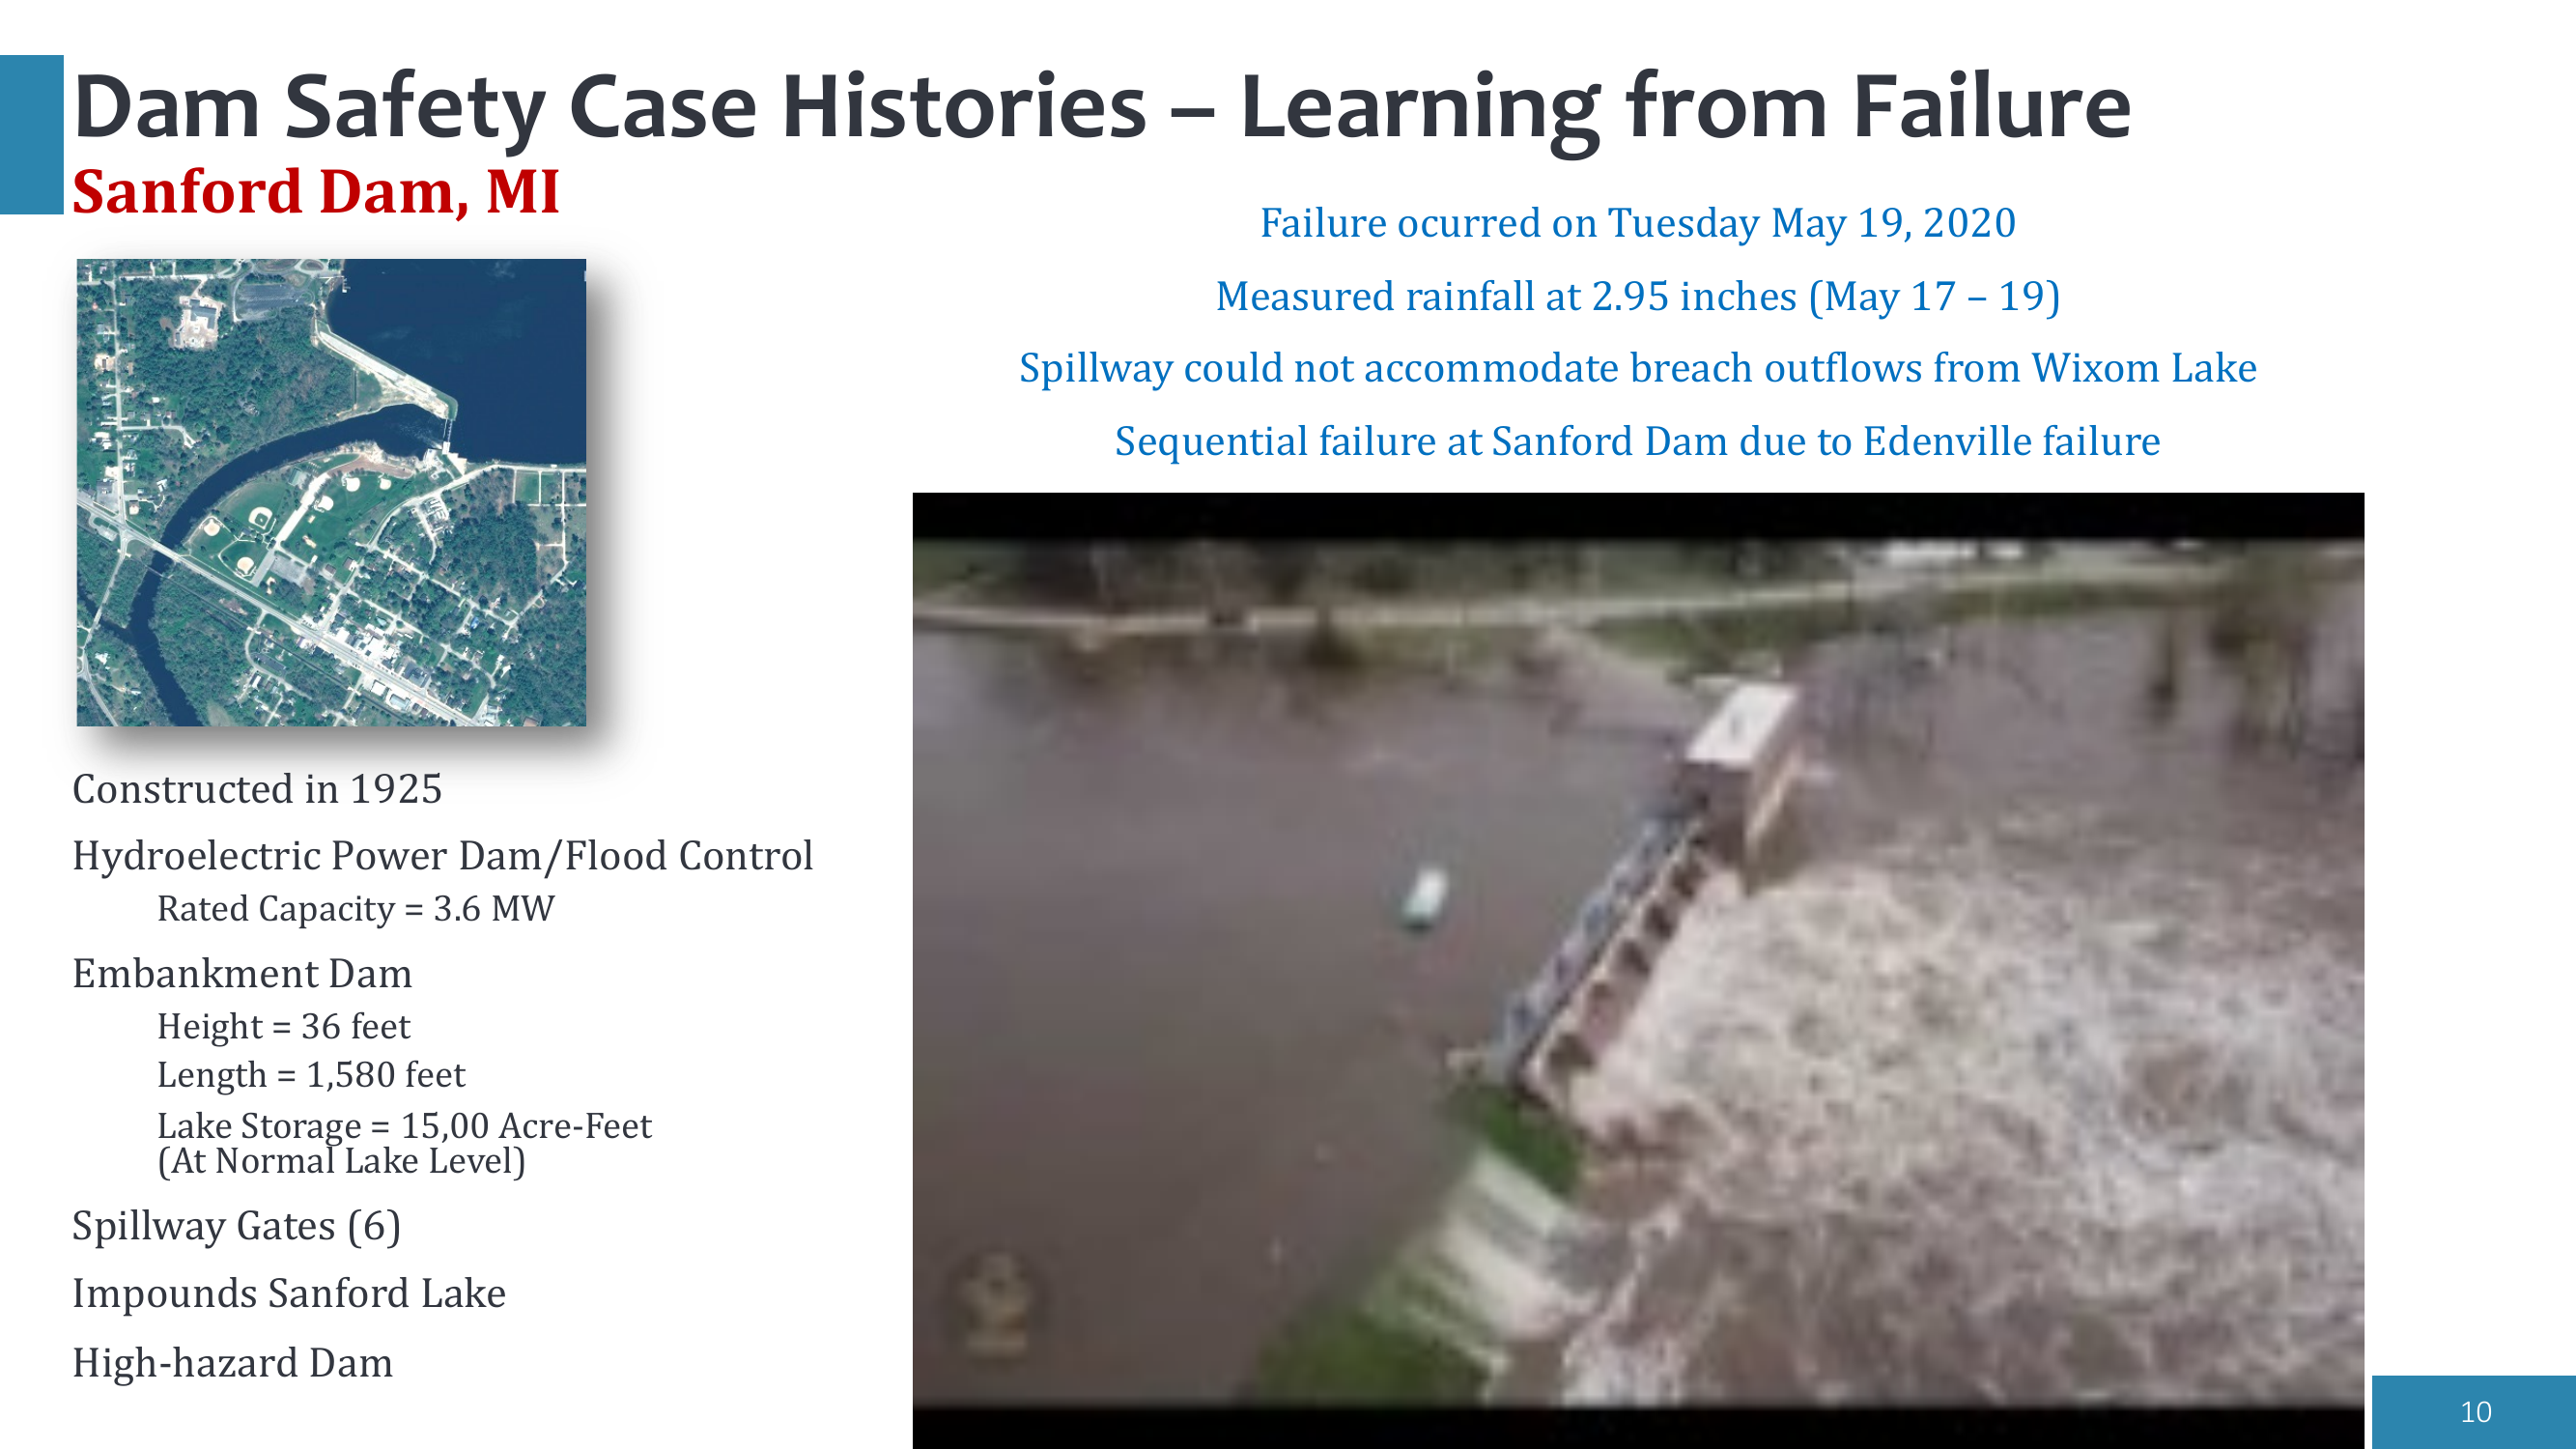 Dam Safety Case Histories – Learning from Failure
Sanford Dam, MI
Failure ocurred on Tuesday May 19, 2020
Measured rainfall at 2.95 inches (May 17 – 19)
Spillway could not accommodate breach outflows from Wixom Lake
Sequential failure at Sanford Dam due to Edenville failure
Constructed in 1925
Hydroelectric Power Dam/Flood Control
Rated Capacity = 3.6 MW
Embankment Dam
Height = 36 feet
Length = 1,580 feet
Lake Storage = 15,00 Acre-Feet
(At Normal Lake Level)
Spillway Gates (6)
Impounds Sanford Lake
High-hazard Dam
10